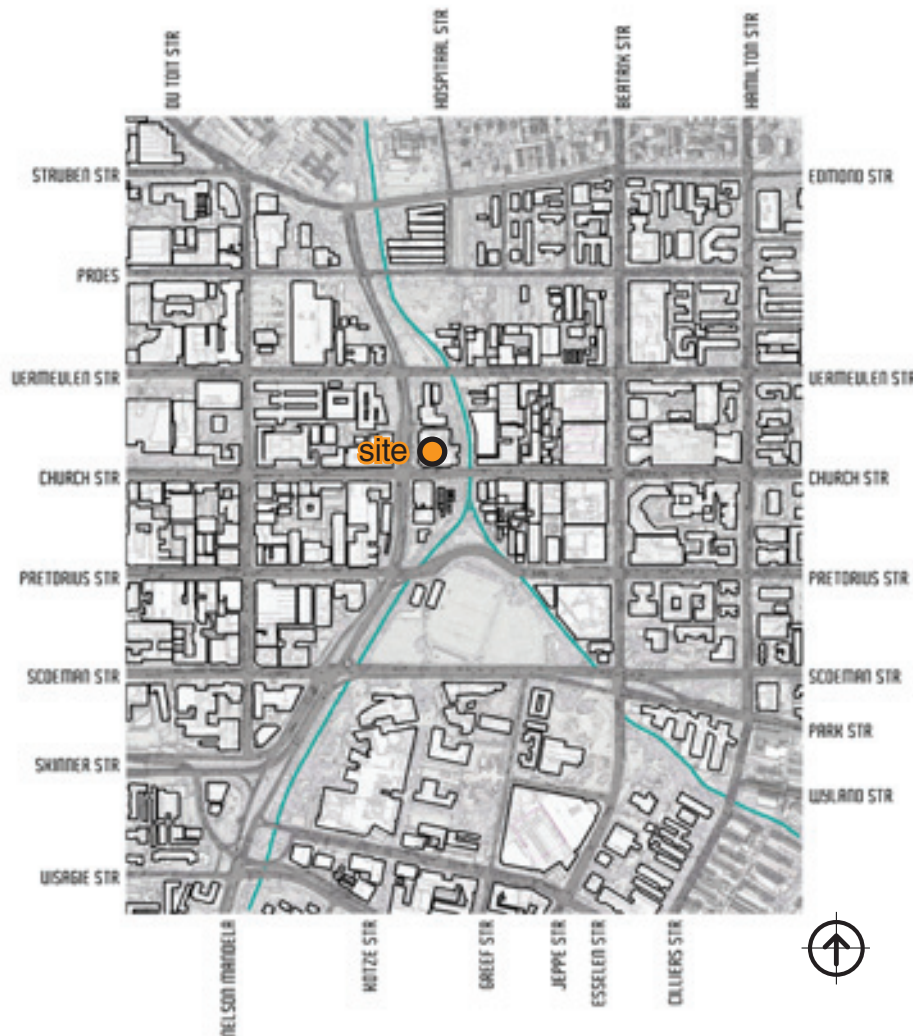 DU TOIT STR
HOSPITAAL STR
BEATRIX STR
HAMILTON STR
STRUBEN STR
EDMOND STR
PROES
VERMEULEN STR
VERMEULEN STR
site
CHURCH STR
CHURCH STR
PRETORIUS STR
PRETORIUS STR
SCOEMAN STR
SCOEMAN STR
PARK STR
SKINNER STR
WYLAND STR
VISAGIE STR
NELSON MANDELA
KOTZE STR
GREEF STR
JEPPE STR
ESSELEN STR
CILLIERS STR